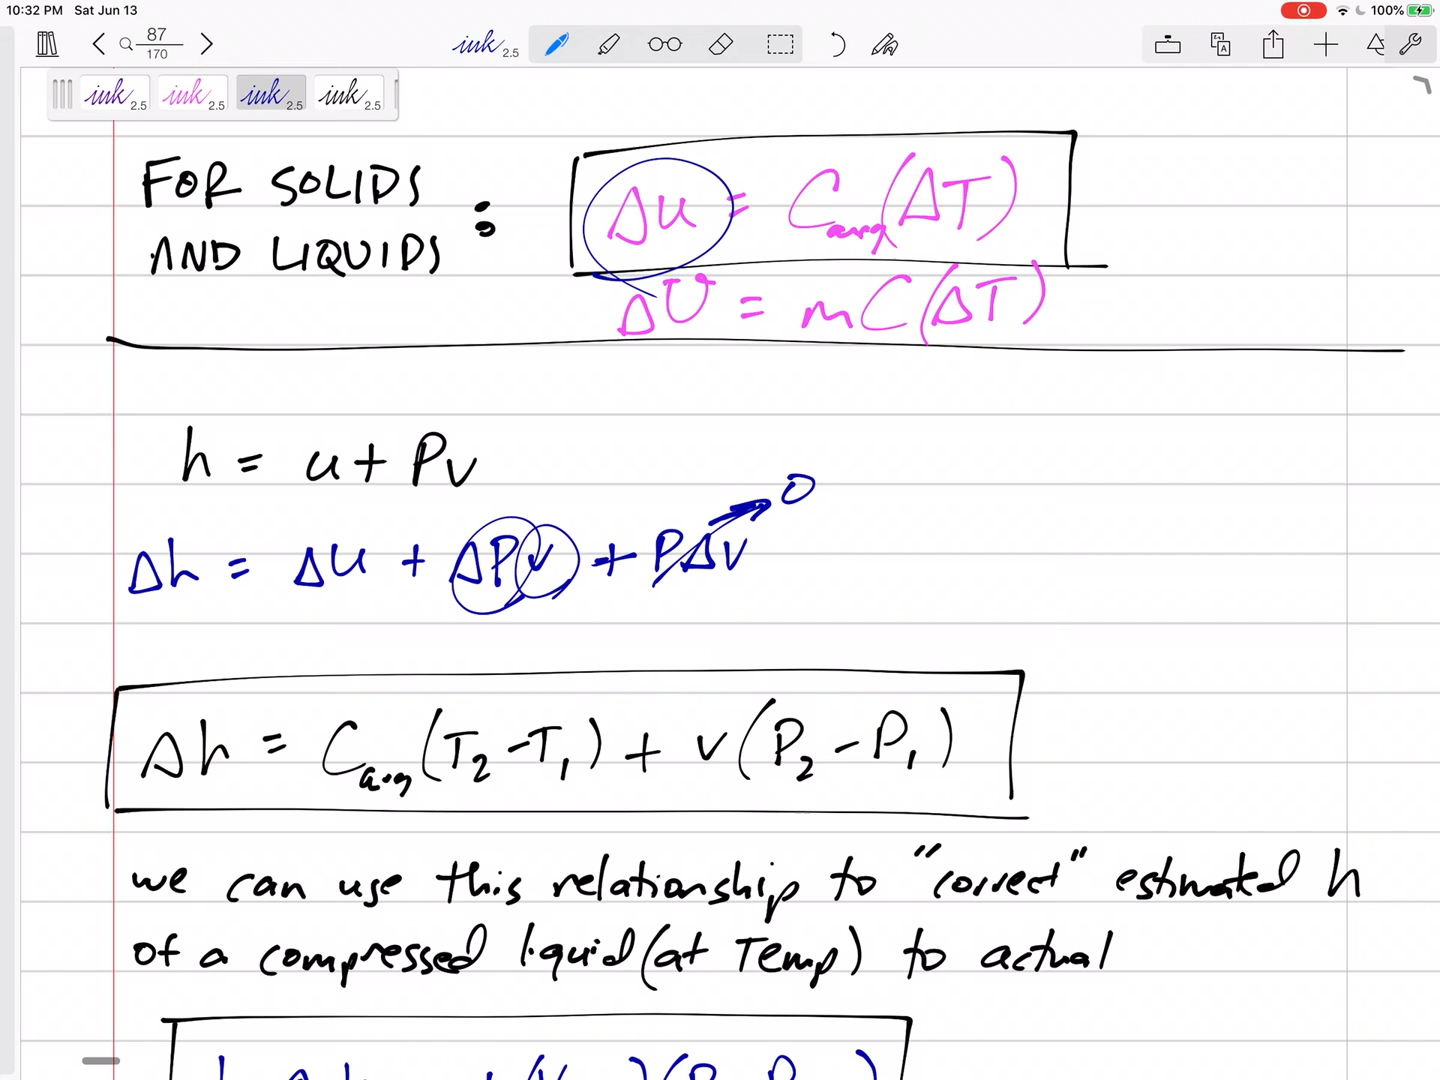 10:32 PM Sat Jun 13 100%
87
170
ink 2.5
ink 2.5 ink 2.5 ink 2.5 ink 2.5
FOR SOLIDS
AND LIQUIDS :
Δu = Cavg(ΔT)
ΔU = mC(ΔT)
h = u + Pv
Δh = Δu + ΔPv + PΔv 0
Δh = Cavg(T2 - T1) + v(P2 - P1)
we can use this relationship to "correct" estimated h
of a compressed liquid (at Temp) to actual